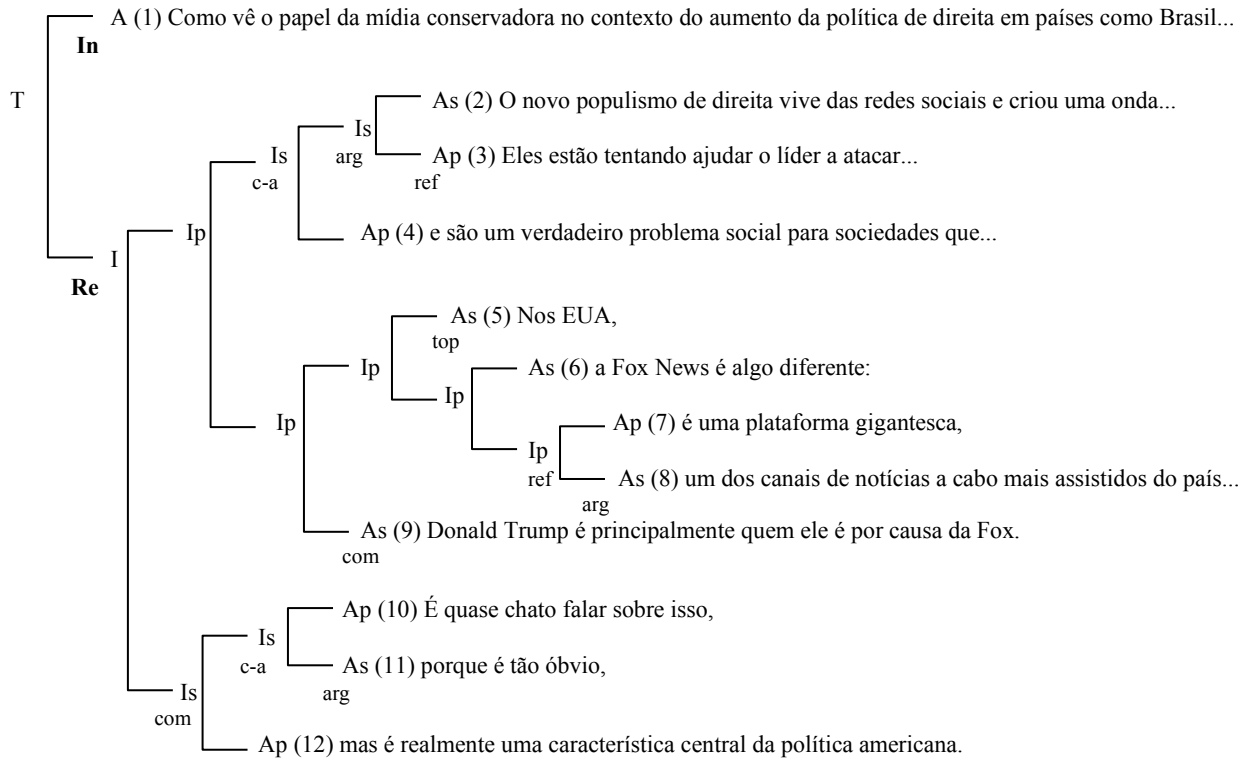 A (1) Como vê o papel da mídia conservadora no contexto do aumento da política de direita em países como Brasil...
In
T
As (2) O novo populismo de direita vive das redes sociais e criou uma onda...
Is
arg
Is
c-a
Ap (3) Eles estão tentando ajudar o líder a atacar...
ref
Ip
Ap (4) e são um verdadeiro problema social para sociedades que...
I
Re
As (5) Nos EUA,
top
Ip
As (6) a Fox News é algo diferente:
Ip
Ip
Ap (7) é uma plataforma gigantesca,
Ip
ref
As (8) um dos canais de notícias a cabo mais assistidos do país...
arg
As (9) Donald Trump é principalmente quem ele é por causa da Fox.
com
Ap (10) É quase chato falar sobre isso,
Is
c-a
As (11) porque é tão óbvio,
arg
Is
com
Ap (12) mas é realmente uma característica central da política americana.